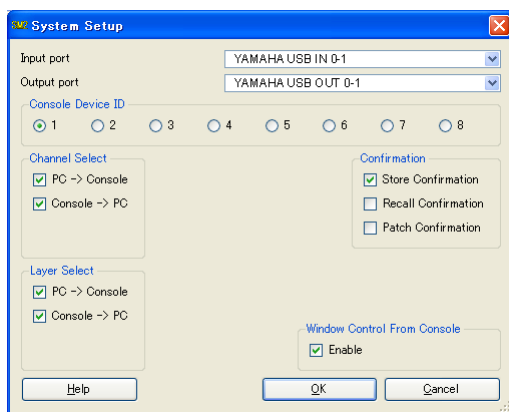 SM2 System Setup
Input port YAMAHA USB IN 0-1
Output port YAMAHA USB OUT 0-1
Console Device ID
1 2 3 4 5 6 7 8
Channel Select
PC -> Console
Console -> PC
Confirmation
Store Confirmation
Recall Confirmation
Patch Confirmation
Layer Select
PC -> Console
Console -> PC
Window Control From Console
Enable
Help OK Cancel